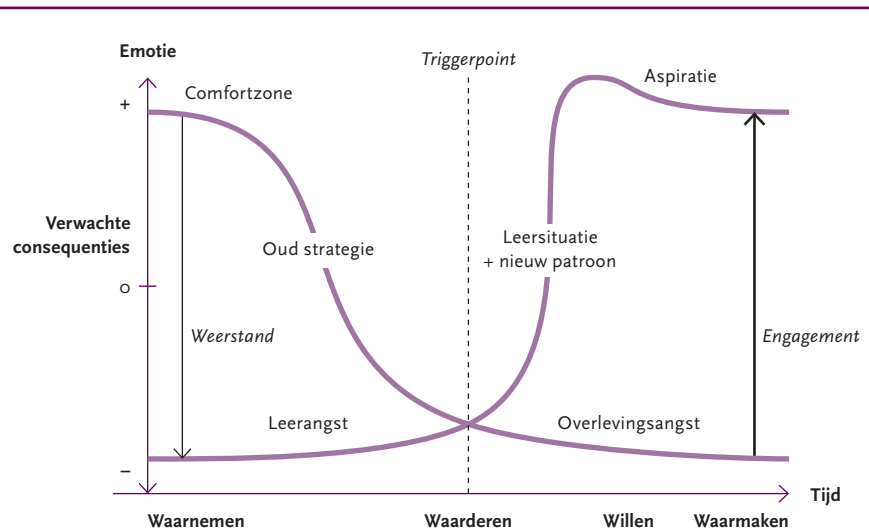 Emotie
Triggerpoint
Aspiratie
Comfortzone
+
Verwachte
consequenties
Oud strategie
Leersituatie
+ nieuw patroon
0
Weerstand
Engagement
Leerangst
Overlevingsangst
–
Tijd
Waarnemen
Waarderen
Willen
Waarmaken